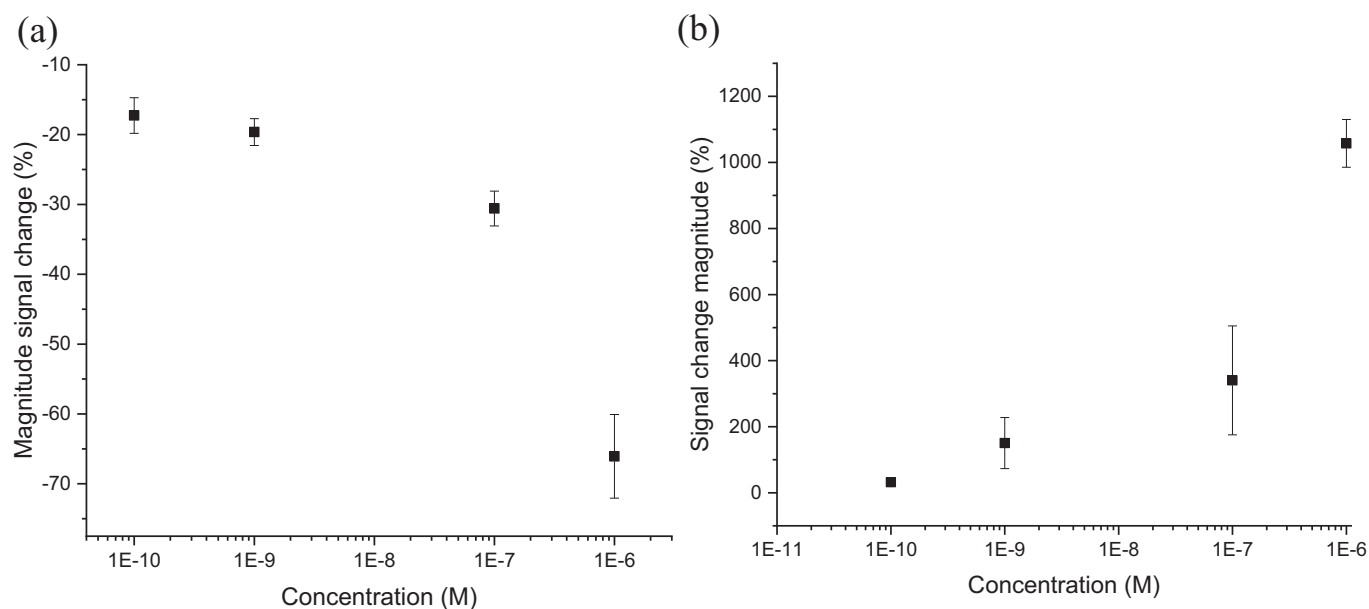 (a)
Magnitude signal change (%)
-10
-20
-30
-40
-50
-60
-70
1E-10 1E-9 1E-8 1E-7 1E-6
Concentration (M)
(b)
Signal change magnitude (%)
1200
1000
800
600
400
200
0
1E-11 1E-10 1E-9 1E-8 1E-7 1E-6
Concentration (M)